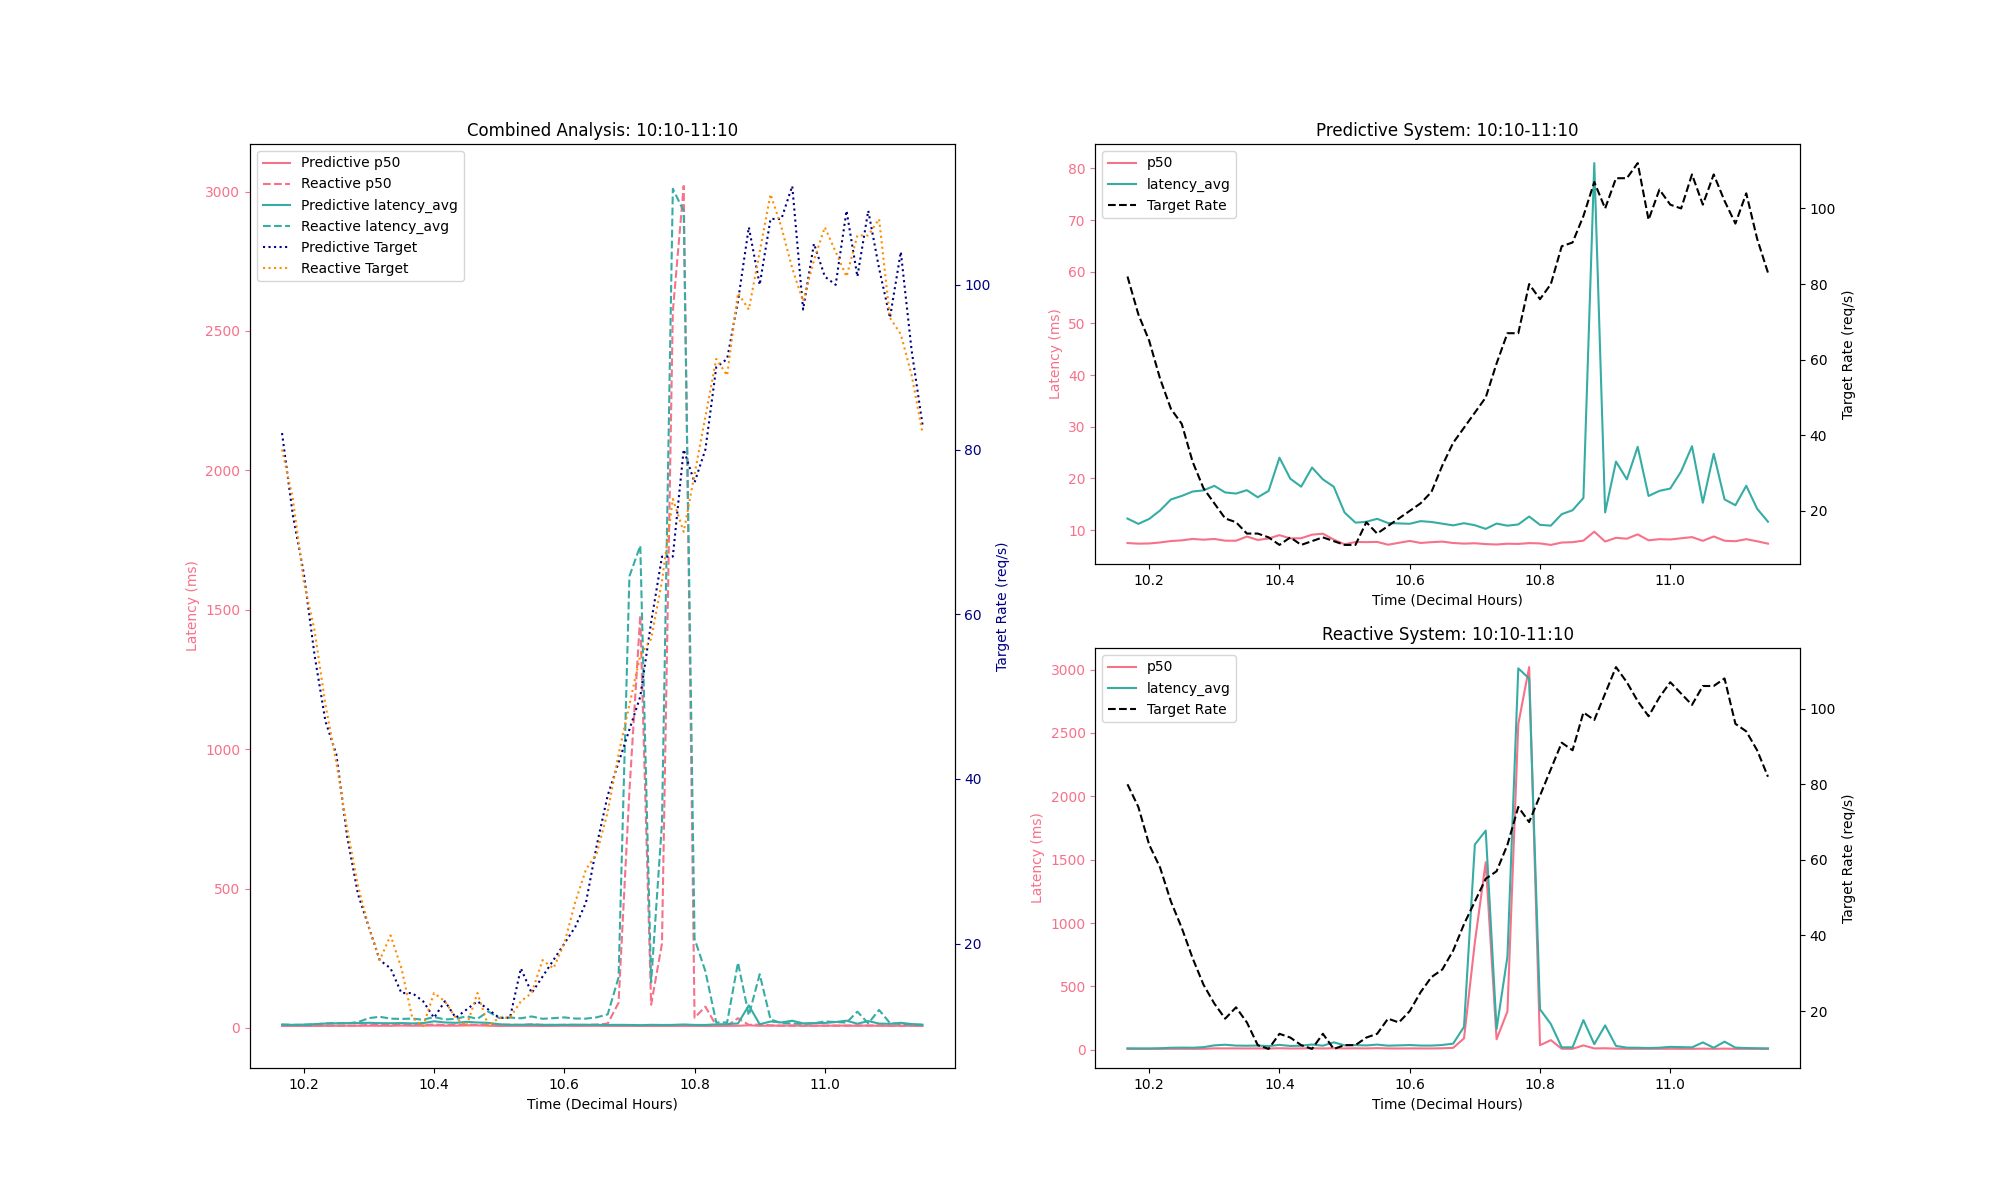 Combined Analysis: 10:10-11:10
Predictive p50
Reactive p50
Predictive latency_avg
Reactive latency_avg
Predictive Target
Reactive Target
3000
2500
2000
1500
1000
500
0
Latency (ms)
100
80
60
40
20
Target Rate (req/s)
10.2 10.4 10.6 10.8 11.0
Time (Decimal Hours)
Predictive System: 10:10-11:10
p50
latency_avg
Target Rate
80
70
60
50
40
30
20
10
Latency (ms)
100
80
60
40
20
Target Rate (req/s)
10.2 10.4 10.6 10.8 11.0
Time (Decimal Hours)
Reactive System: 10:10-11:10
p50
latency_avg
Target Rate
3000
2500
2000
1500
1000
500
0
Latency (ms)
100
80
60
40
20
Target Rate (req/s)
10.2 10.4 10.6 10.8 11.0
Time (Decimal Hours)